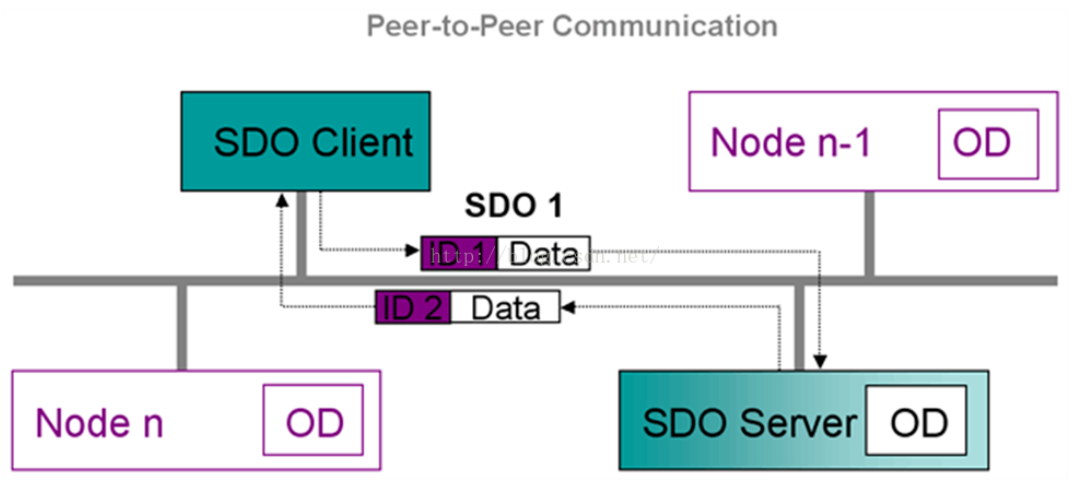 Peer-to-Peer Communication
SDO Client
Node n-1
OD
SDO 1
ID 1
Data
ID 2
Data
Node n
OD
SDO Server
OD